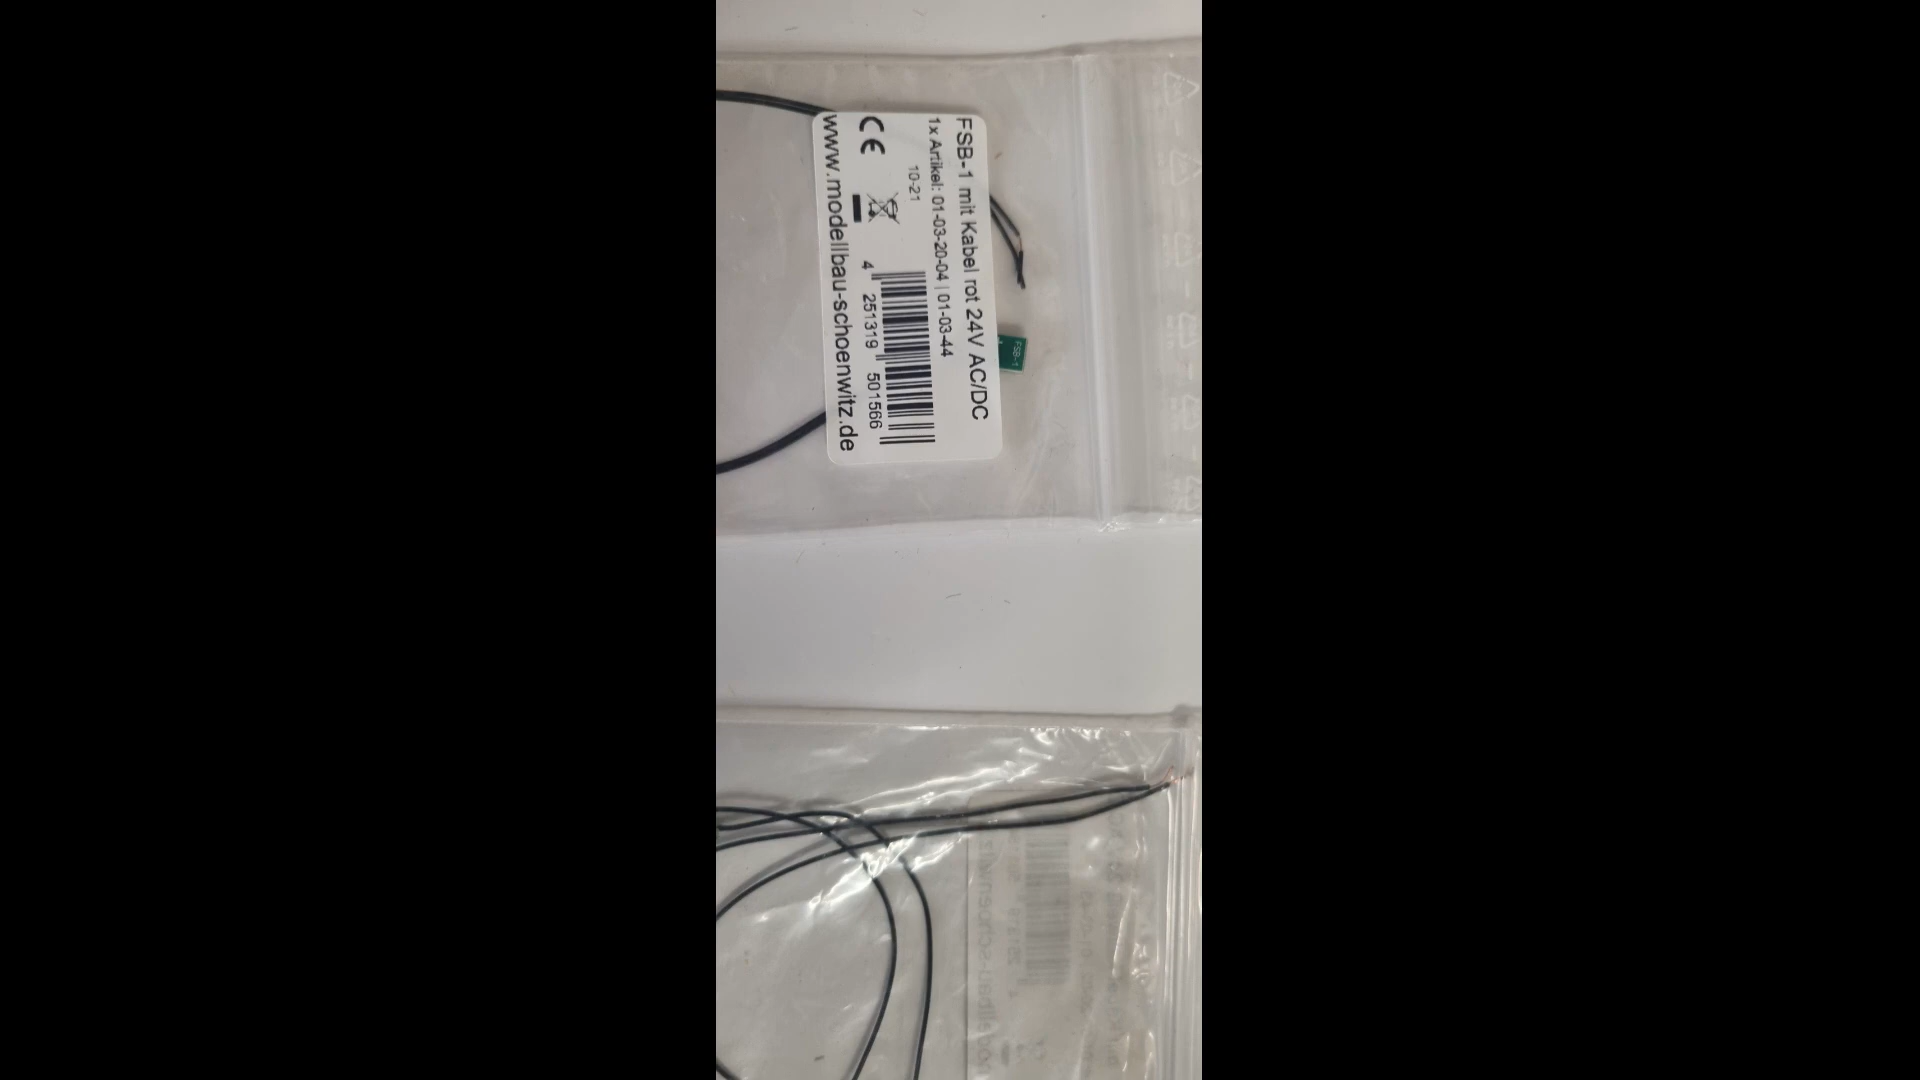 FSB-1 mit Kabel rot 24V AC/DC
1x Artikel: 01-03-20-04 | 01-03-44
10-21
CE
4 251319 501566
www.modellbau-schoenwitz.de
FSB-1